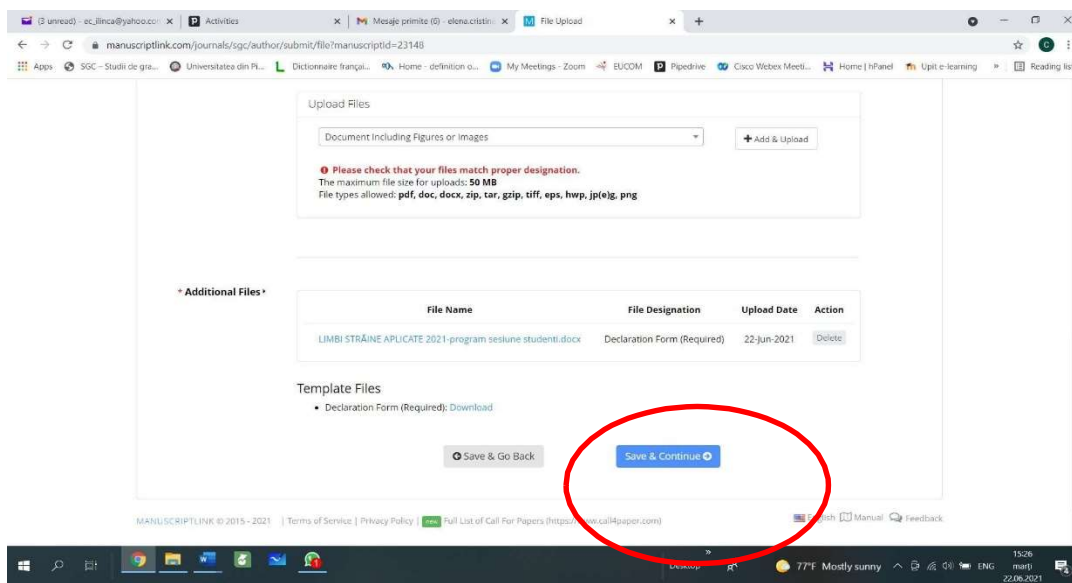 (3 unread) - ec_ilinca@yahoo.con
Activities
Mesaje primite (6) - elena.cristin
File Upload
manuscriptlink.com/journals/sgc/author/submit/file?manuscriptId=23148
Apps
SGC – Studii de gra...
Universitatea din Pi...
Dictionnaire françai...
Home - definition o...
My Meetings - Zoom
EUCOM
Pipedrive
Cisco Webex Meeti...
Home | hPanel
Upit e-learning
»
Reading list
Upload Files
Document Including Figures or Images
Add & Upload
Please check that your files match proper designation.
The maximum file size for uploads: 50 MB
File types allowed: pdf, doc, docx, zip, tar, gzip, tiff, eps, hwp, jp(e)g, png
* Additional Files
File Name File Designation Upload Date Action
LIMBI STRĂINE APLICATE 2021-program sesiune studenti.docx Declaration Form (Required) 22-Jun-2021 Delete
Template Files
• Declaration Form (Required): Download
Save & Go Back Save & Continue
MANUSCRIPTLINK © 2015 - 2021 | Terms of Service | Privacy Policy | new Full List of Call For Papers (https://www.call4paper.com) English Manual Feedback
Desktop » 77°F Mostly sunny ENG
15:26
marți
22.06.2021